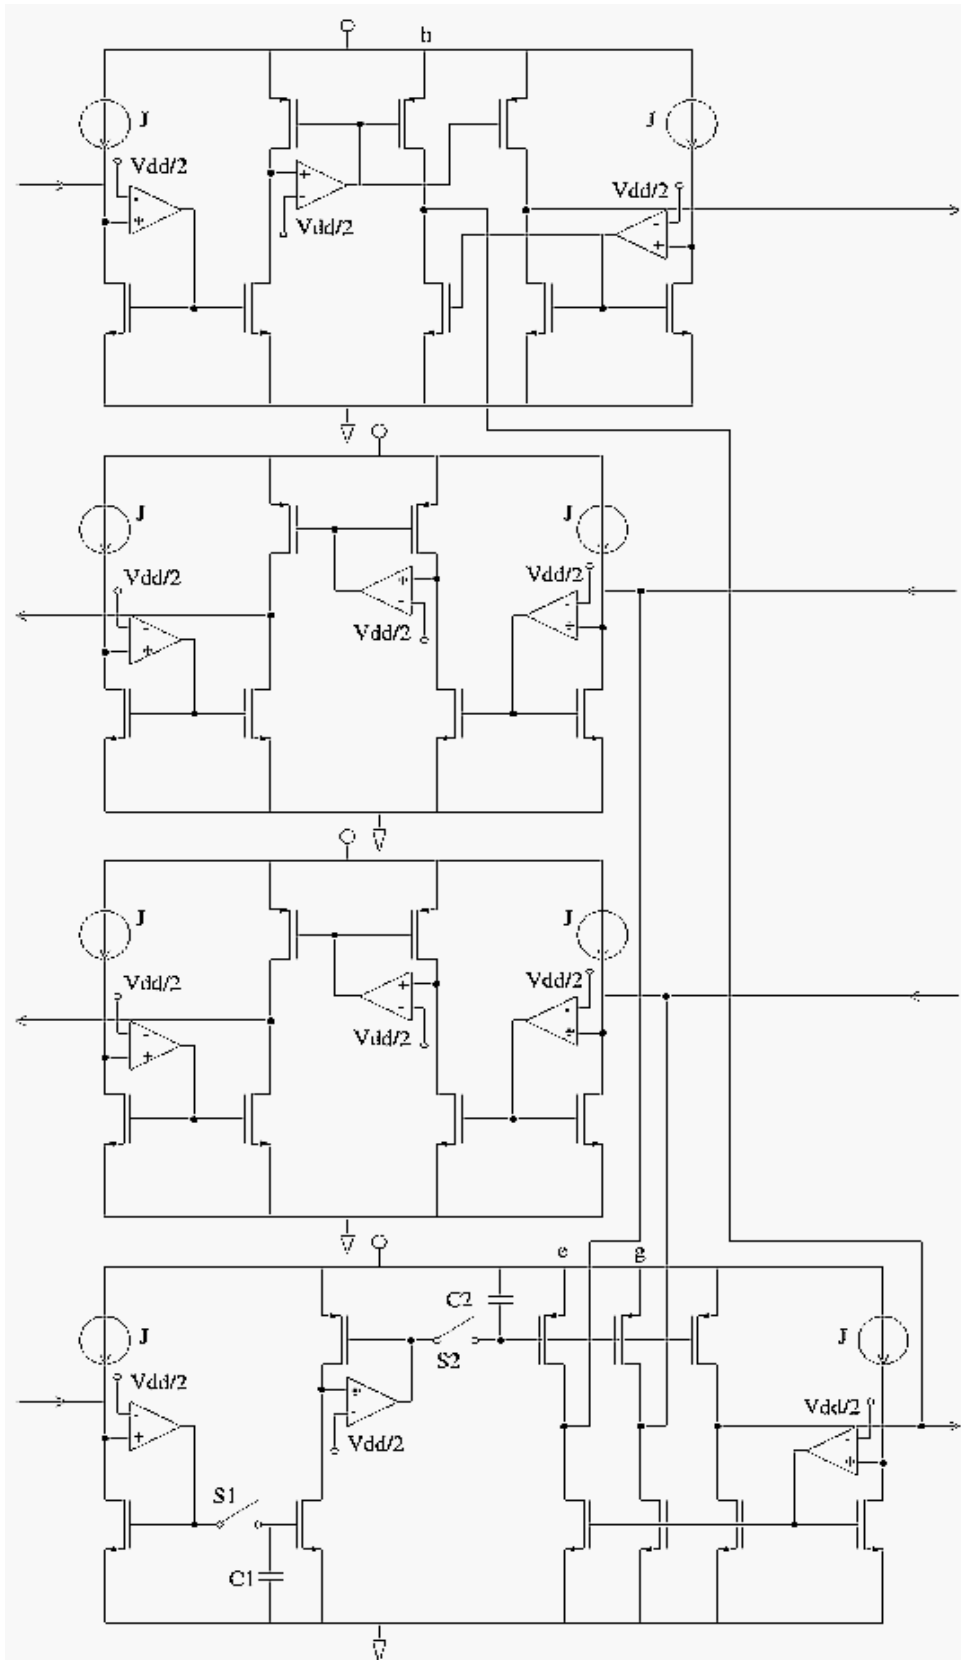 b
J
J
Vdd/2
Vdd/2
Vdd/2
- +
+ -
- +
J
J
Vdd/2
Vdd/2
Vdd/2
- +
+ -
- +
J
J
Vdd/2
Vdd/2
Vdd/2
- +
+ -
- +
e
g
C2
J
J
S2
Vdd/2
Vdd/2
Vdd/2
- +
+ -
- +
S1
C1